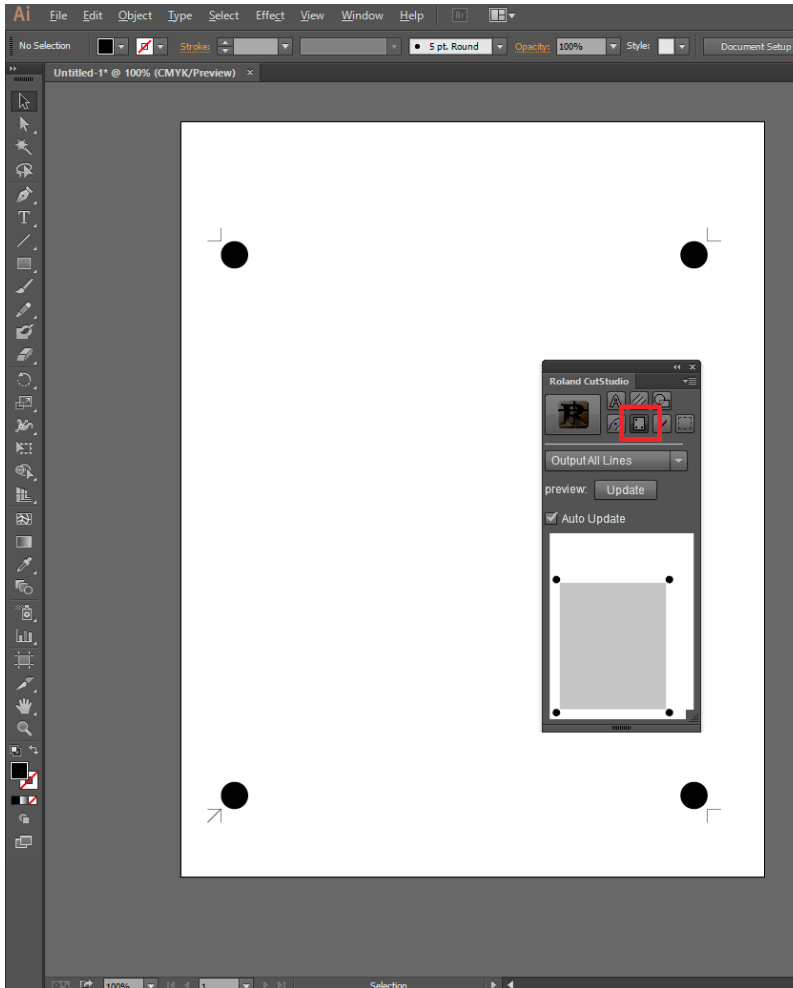 Ai File Edit Object Type Select Effect View Window Help Br
No Selection Stroke: 5 pt. Round Opacity: 100% Style: Document Setup
Untitled-1* @ 100% (CMYK/Preview) ×
Roland CutStudio
Output All Lines
preview: Update
Auto Update
100% 1 Selection